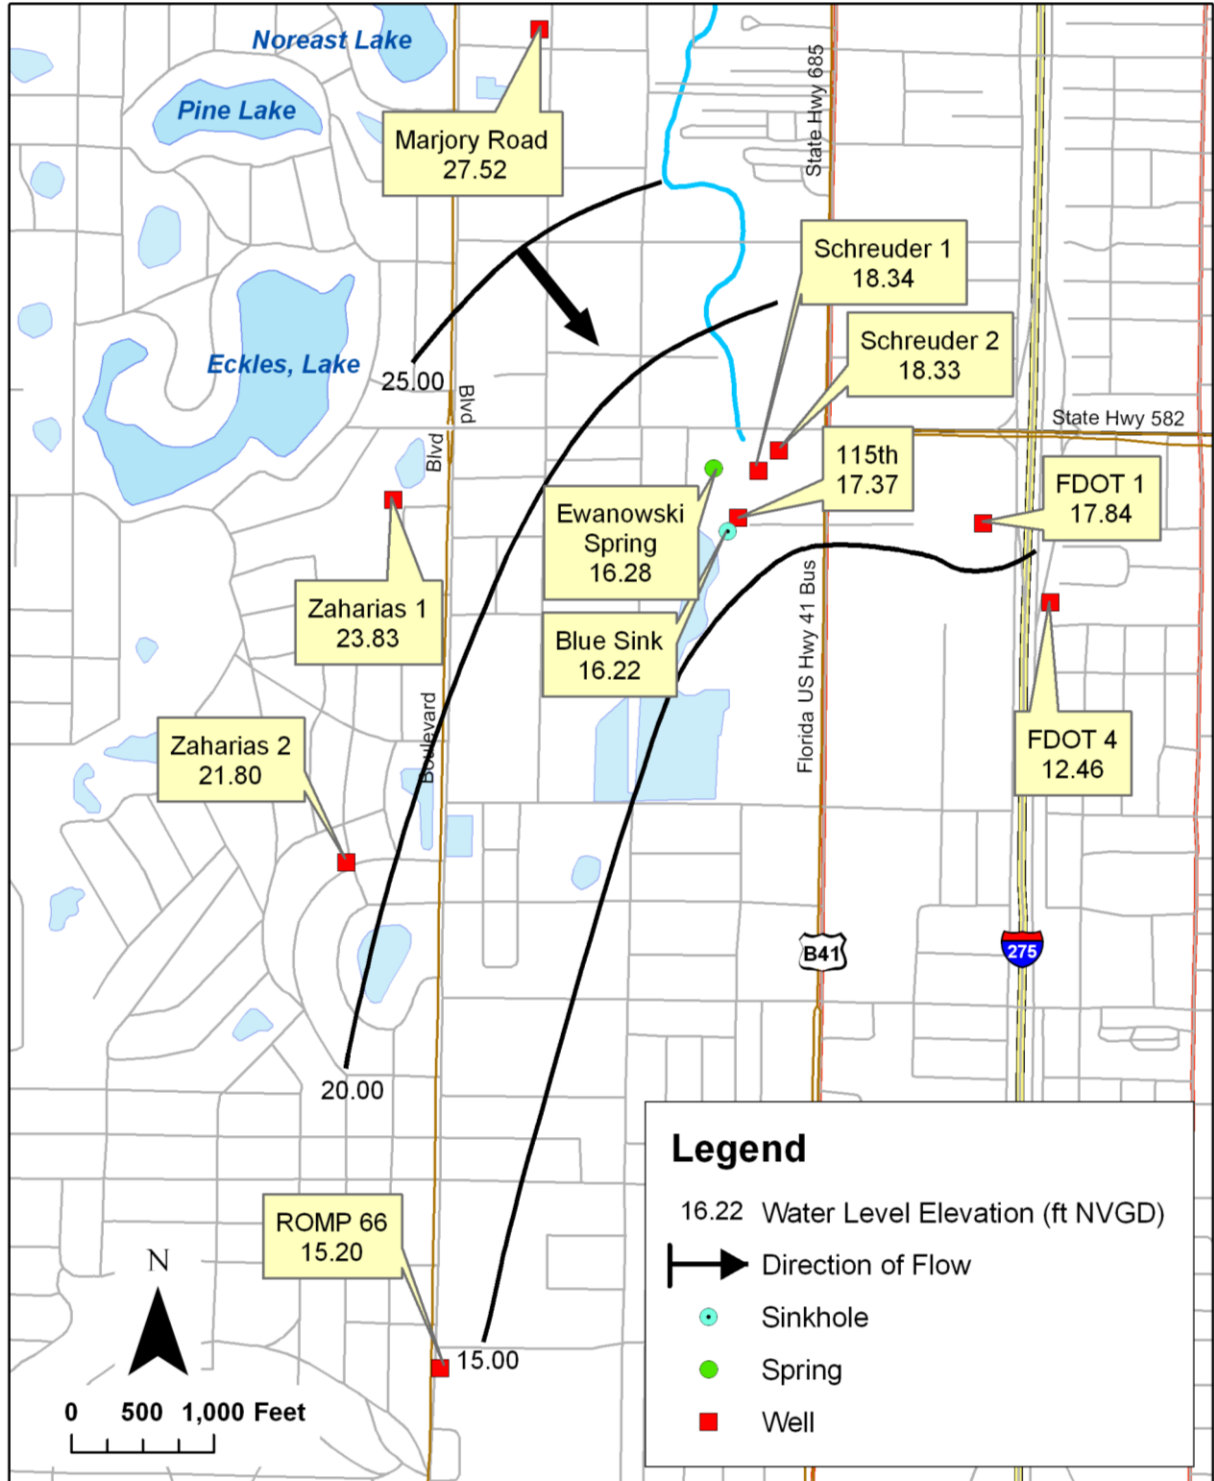 Noreast Lake
Pine Lake
Marjory Road
27.52
State Hwy 685
Schreuder 1
18.34
Schreuder 2
18.33
Eckles, Lake
25.00
Blvd
Blvd
State Hwy 582
115th
17.37
FDOT 1
17.84
Ewanowski
Spring
16.28
Zaharias 1
23.83
Blue Sink
16.22
Florida US Hwy 41 Bus
Boulevard
Zaharias 2
21.80
FDOT 4
12.46
B41
275
20.00
ROMP 66
15.20
15.00
N
0 500 1,000 Feet
Legend
16.22 Water Level Elevation (ft NVGD)
Direction of Flow
Sinkhole
Spring
Well